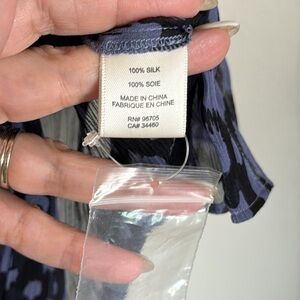 100% SILK
100% SOIE
MADE IN CHINA
FABRIQUE EN CHINE
RN# 96705
CA# 34460